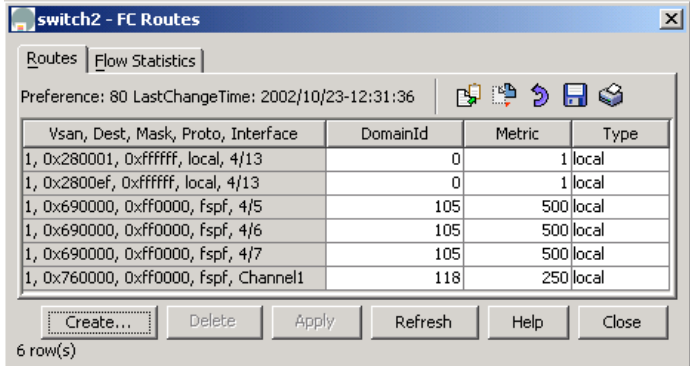 switch2 - FC Routes
Routes Flow Statistics
Preference: 80 LastChangeTime: 2002/10/23-12:31:36
Vsan, Dest, Mask, Proto, Interface DomainId Metric Type
1, 0x280001, 0xffffff, local, 4/13 0 1 local
1, 0x2800ef, 0xffffff, local, 4/13 0 1 local
1, 0x690000, 0xff0000, fspf, 4/5 105 500 local
1, 0x690000, 0xff0000, fspf, 4/6 105 500 local
1, 0x690000, 0xff0000, fspf, 4/7 105 500 local
1, 0x760000, 0xff0000, fspf, Channel1 118 250 local
Create... Delete Apply Refresh Help Close
6 row(s)